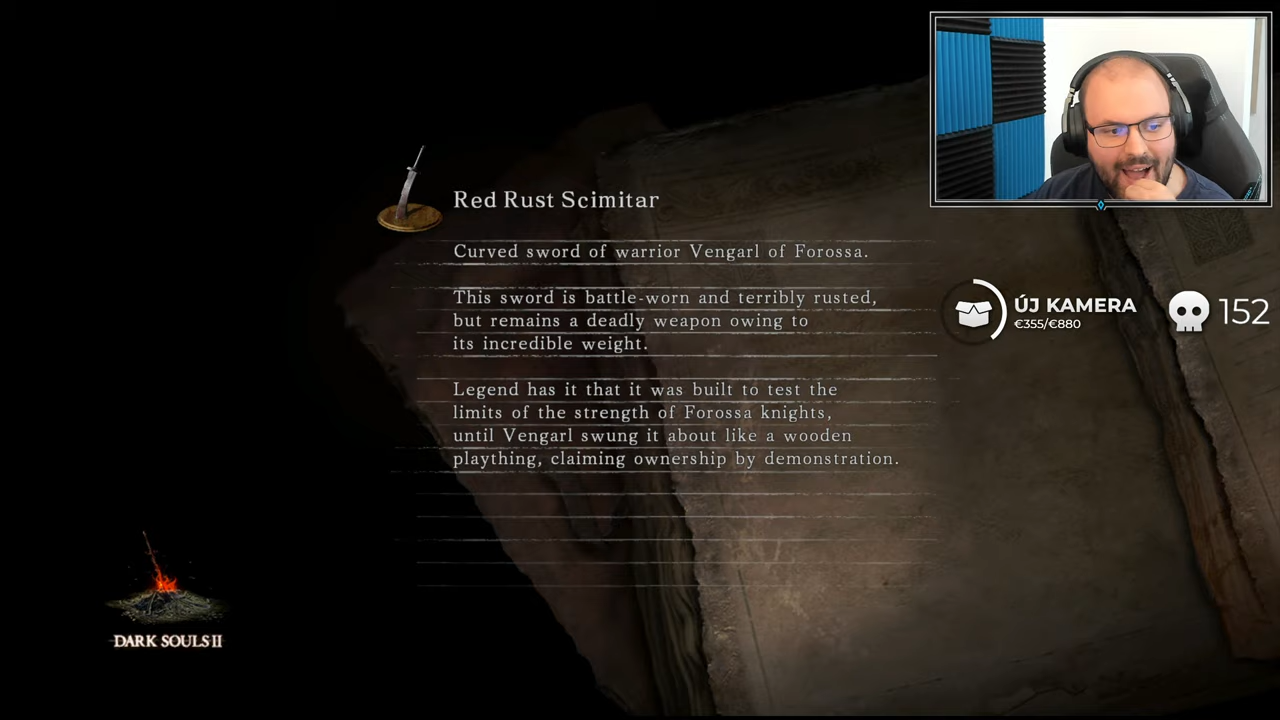 Red Rust Scimitar
Curved sword of warrior Vengarl of Forossa.
This sword is battle-worn and terribly rusted,
but remains a deadly weapon owing to
its incredible weight.
Legend has it that it was built to test the
limits of the strength of Forossa knights,
until Vengarl swung it about like a wooden
plaything, claiming ownership by demonstration.
ÚJ KAMERA
€355/€880
152
DARK SOULS II